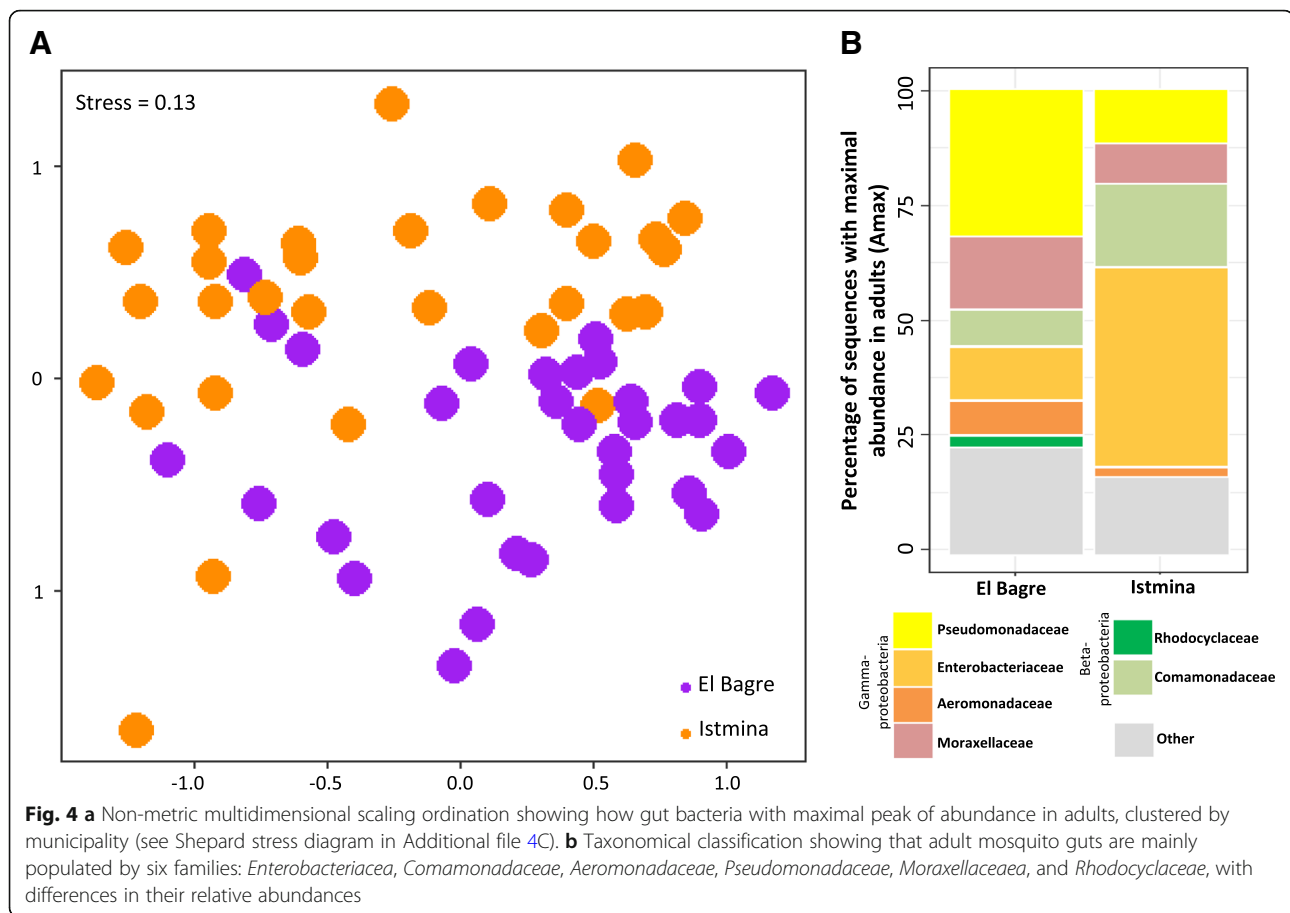 A
Stress = 0.13
1
0
1
-1.0 -0.5 0.0 0.5 1.0
El Bagre
Istmina
B
Percentage of sequences with maximal
abundance in adults (Amax)
100
75
50
25
0
El Bagre Istmina
Gamma-
proteobacteria
Pseudomonadaceae
Enterobacteriaceae
Aeromonadaceae
Moraxellaceae
Beta-
proteobacteria
Rhodocyclaceae
Comamonadaceae
Other
Fig. 4 a Non-metric multidimensional scaling ordination showing how gut bacteria with maximal peak of abundance in adults, clustered by
municipality (see Shepard stress diagram in Additional file 4C). b Taxonomical classification showing that adult mosquito guts are mainly
populated by six families: Enterobacteriacea, Comamonadaceae, Aeromonadaceae, Pseudomonadaceae, Moraxellaceaea, and Rhodocyclaceae, with
differences in their relative abundances